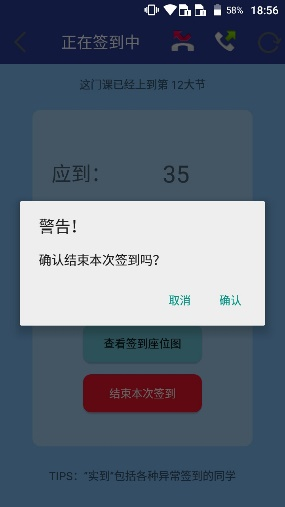 58% 18:56
正在签到中
这门课已经上到第 12大节
应到： 35
警告！
确认结束本次签到吗？
取消 确认
查看签到座位图
结束本次签到
TIPS："实到"包括各种异常签到的同学